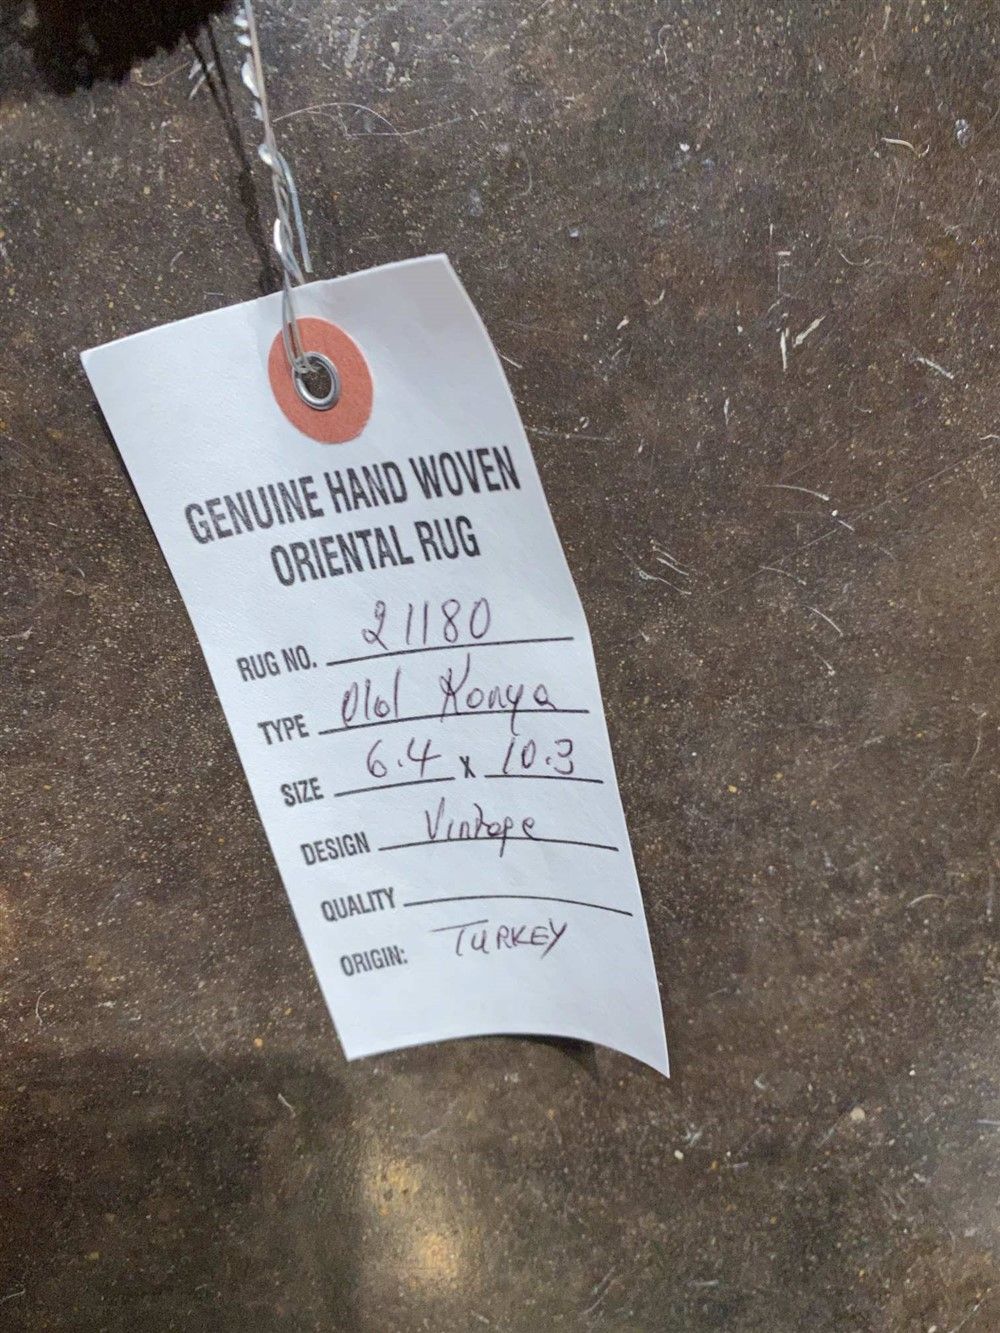 GENUINE HAND WOVEN
ORIENTAL RUG
RUG NO. 21180
TYPE Old Konya
SIZE 6.4 X 10.3
DESIGN Vintage
QUALITY
ORIGIN: TURKEY